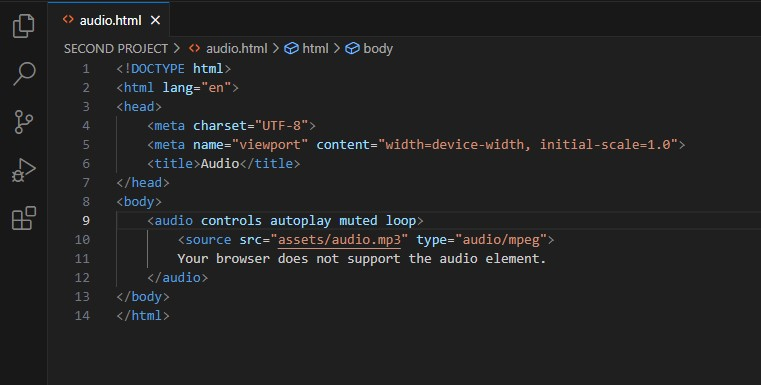 audio.html
SECOND PROJECT > audio.html > html > body
1 <!DOCTYPE html>
2 <html lang="en">
3 <head>
4 <meta charset="UTF-8">
5 <meta name="viewport" content="width=device-width, initial-scale=1.0">
6 <title>Audio</title>
7 </head>
8 <body>
9 <audio controls autoplay muted loop>
10 <source src="assets/audio.mp3" type="audio/mpeg">
11 Your browser does not support the audio element.
12 </audio>
13 </body>
14 </html>